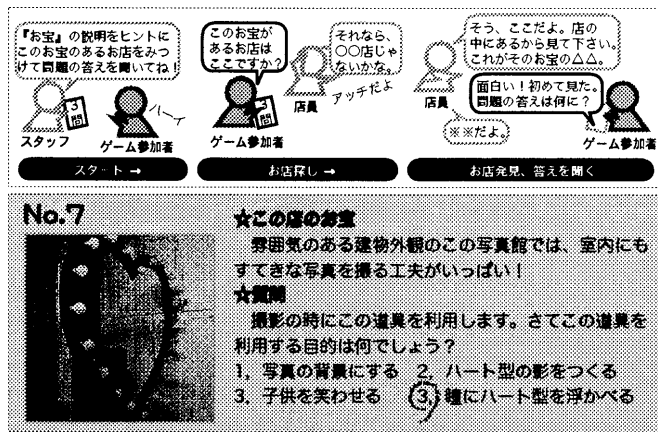 『お宝』の説明をヒントに
このお宝のあるお店をみつ
けて問題の答えを聞いてね!
3
問
ハーイ
スタッフ
ゲーム参加者
スタート →
このお宝が
あるお店は
ここですか?
それなら、
○○店じゃ
ないかな。
アッチだよ
3
問
店員
ゲーム参加者
お店探し →
そう、ここだよ。店の
中にあるから見て下さい。
これがそのお宝の△△。
面白い!初めて見た。
問題の答えは何に?
店員
※※だよ。
ゲーム参加者
お店発見、答えを聞く
No.7
☆この店のお宝
雰囲気のある建物外観のこの写真館では、室内にも
すてきな写真を撮る工夫がいっぱい!
☆質問
撮影の時にこの道具を利用します。さてこの道具を
利用する目的は何でしょう?
1, 写真の背景にする 2, ハート型の影をつくる
3, 子供を笑わせる (3,)瞳にハート型を浮かべる